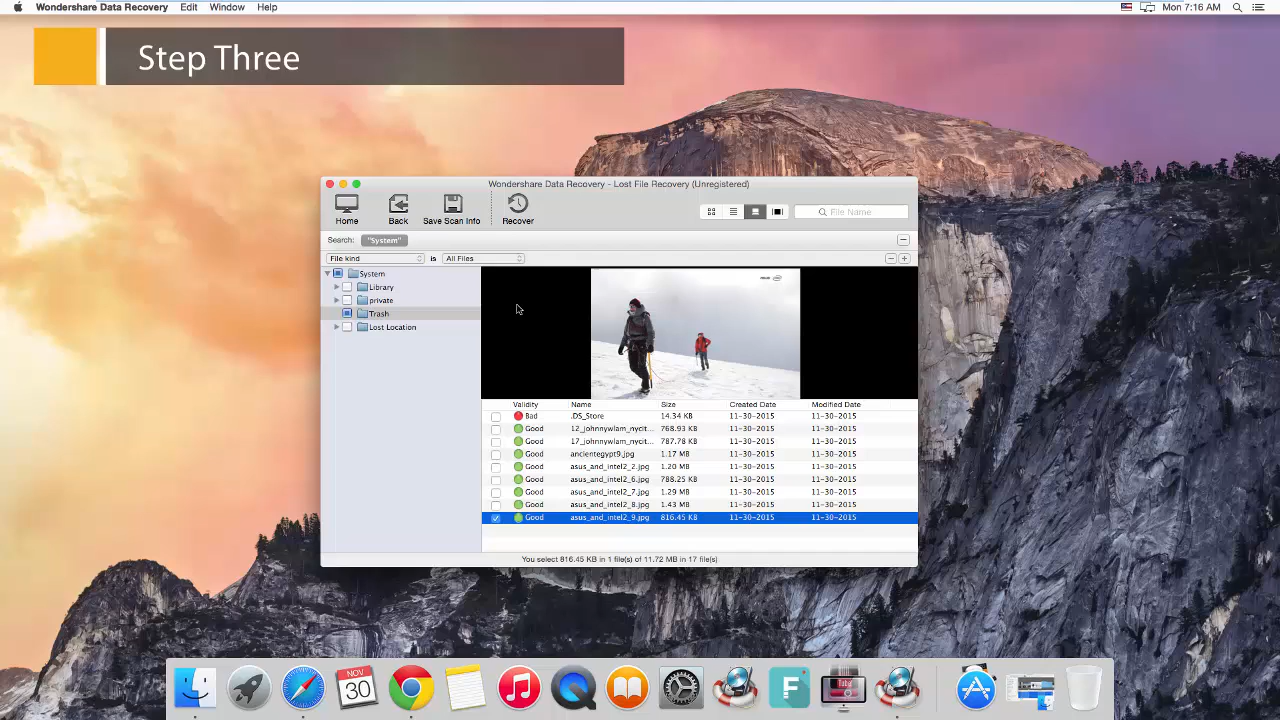 Wondershare Data Recovery Edit Window Help Mon 7:16 AM
Step Three
Wondershare Data Recovery - Lost File Recovery (Unregistered)
Home Back Save Scan Info Recover File Name
Search: "System"
File kind is All Files
System
Library
private
Trash
Lost Location
Validity Name Size Created Date Modified Date
Bad .DS_Store 14.34 KB 11-30-2015 11-30-2015
Good 12_johnnywlam_nycit... 768.93 KB 11-30-2015 11-30-2015
Good 17_johnnywlam_nycit... 787.78 KB 11-30-2015 11-30-2015
Good ancientegypt9.jpg 1.17 MB 11-30-2015 11-30-2015
Good asus_and_intel2_2.jpg 1.20 MB 11-30-2015 11-30-2015
Good asus_and_intel2_6.jpg 788.25 KB 11-30-2015 11-30-2015
Good asus_and_intel2_7.jpg 1.29 MB 11-30-2015 11-30-2015
Good asus_and_intel2_8.jpg 1.43 MB 11-30-2015 11-30-2015
Good asus_and_intel2_9.jpg 816.45 KB 11-30-2015 11-30-2015
You select 816.45 KB in 1 file(s) of 11.72 MB in 17 file(s)
NOV
30